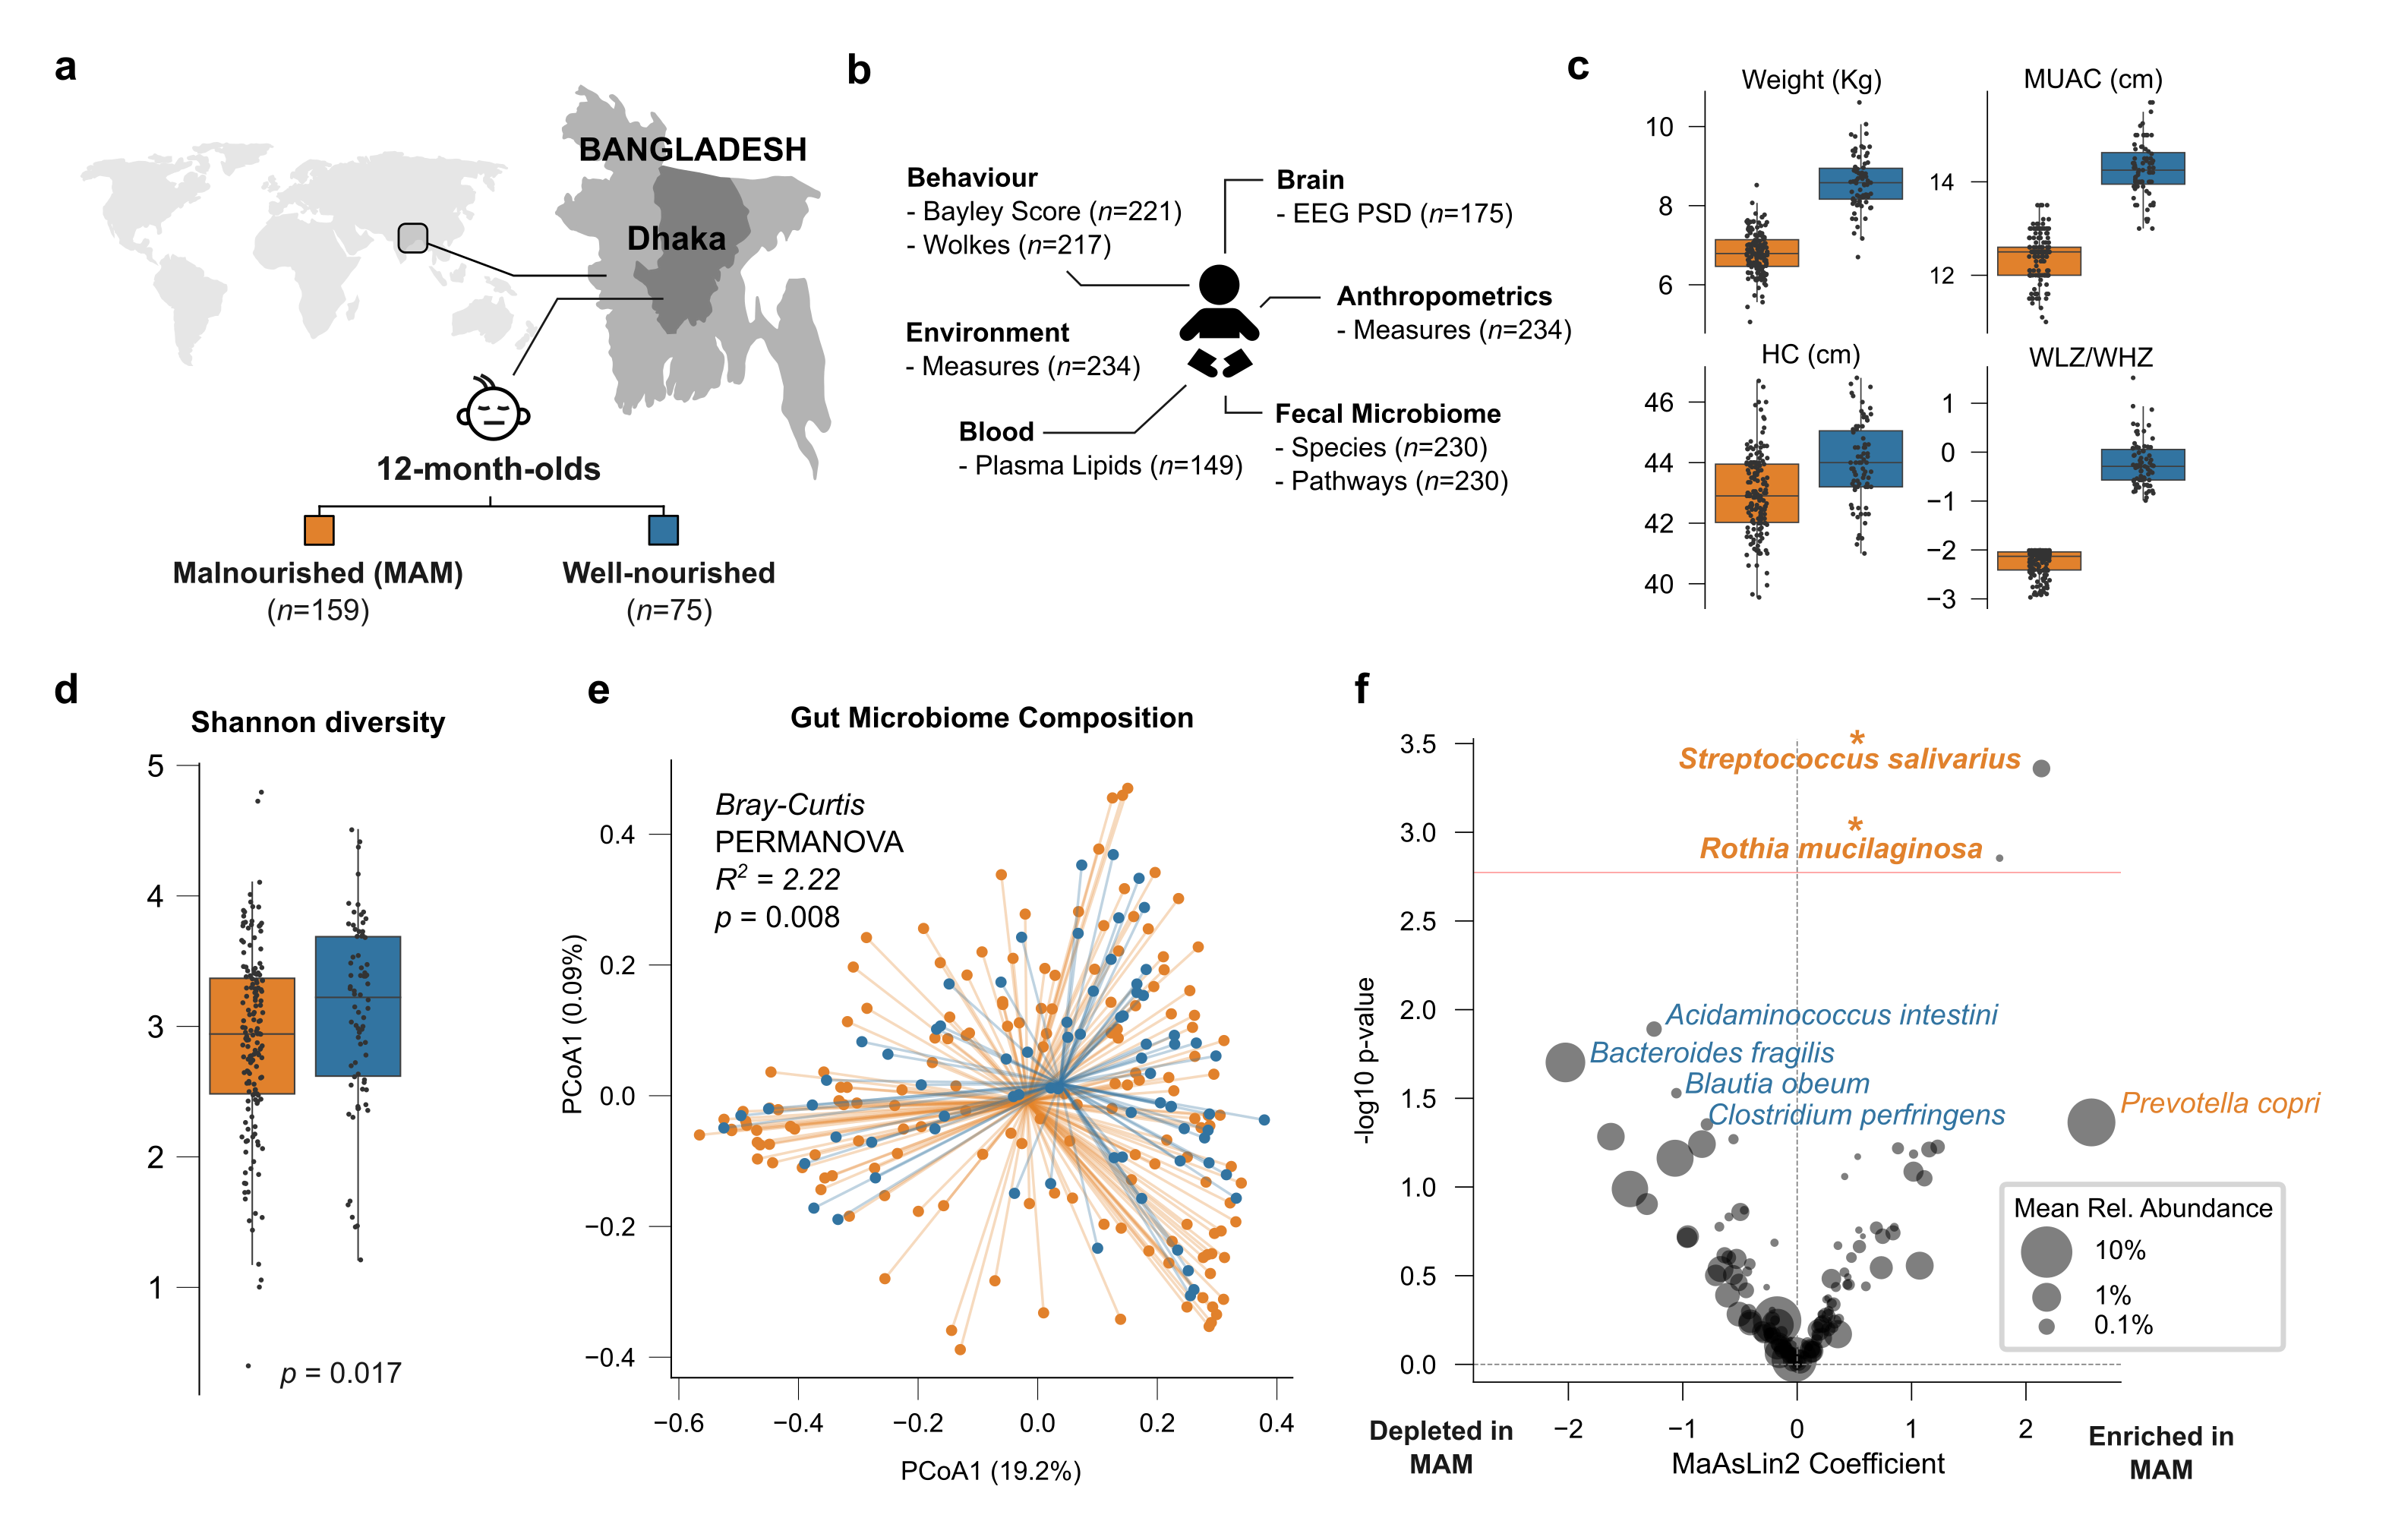 a
BANGLADESH
Dhaka
12-month-olds
Malnourished (MAM)
(n=159)
Well-nourished
(n=75)
b
Behaviour
- Bayley Score (n=221)
- Wolkes (n=217)
Brain
- EEG PSD (n=175)
Environment
- Measures (n=234)
Anthropometrics
- Measures (n=234)
Blood
- Plasma Lipids (n=149)
Fecal Microbiome
- Species (n=230)
- Pathways (n=230)
c
Weight (Kg)
10
8
6
MUAC (cm)
14
12
HC (cm)
46
44
42
40
WLZ/WHZ
1
0
−1
−2
−3
d
Shannon diversity
5
4
3
2
1
p = 0.017
e
Gut Microbiome Composition
Bray-Curtis
PERMANOVA
R² = 2.22
p = 0.008
PCoA1 (0.09%)
0.4
0.2
0.0
−0.2
−0.4
−0.6 −0.4 −0.2 0.0 0.2 0.4
PCoA1 (19.2%)
f
-log10 p-value
3.5
3.0
2.5
2.0
1.5
1.0
0.5
0.0
*
Streptococcus salivarius
*
Rothia mucilaginosa
Acidaminococcus intestini
Bacteroides fragilis
Blautia obeum
Clostridium perfringens
Prevotella copri
Mean Rel. Abundance
10%
1%
0.1%
−2 −1 0 1 2
Depleted in
MAM
MaAsLin2 Coefficient
Enriched in
MAM